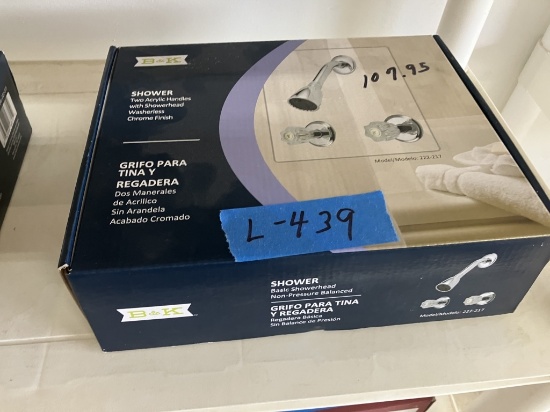 B&K
SHOWER
Two Acrylic Handles
with Showerhead
Washerless
Chrome Finish
GRIFO PARA
TINA Y
REGADERA
Dos Manerales
de Acrílico
Sin Arandela
Acabado Cromado
107.95
Model/Modelo: 222-217
L-439
B&K
SHOWER
Basic Showerhead
Non-Pressure Balanced
GRIFO PARA TINA
Y REGADERA
Regadera Básica
Sin Balance de Presión
Model/Modelo: 222-217